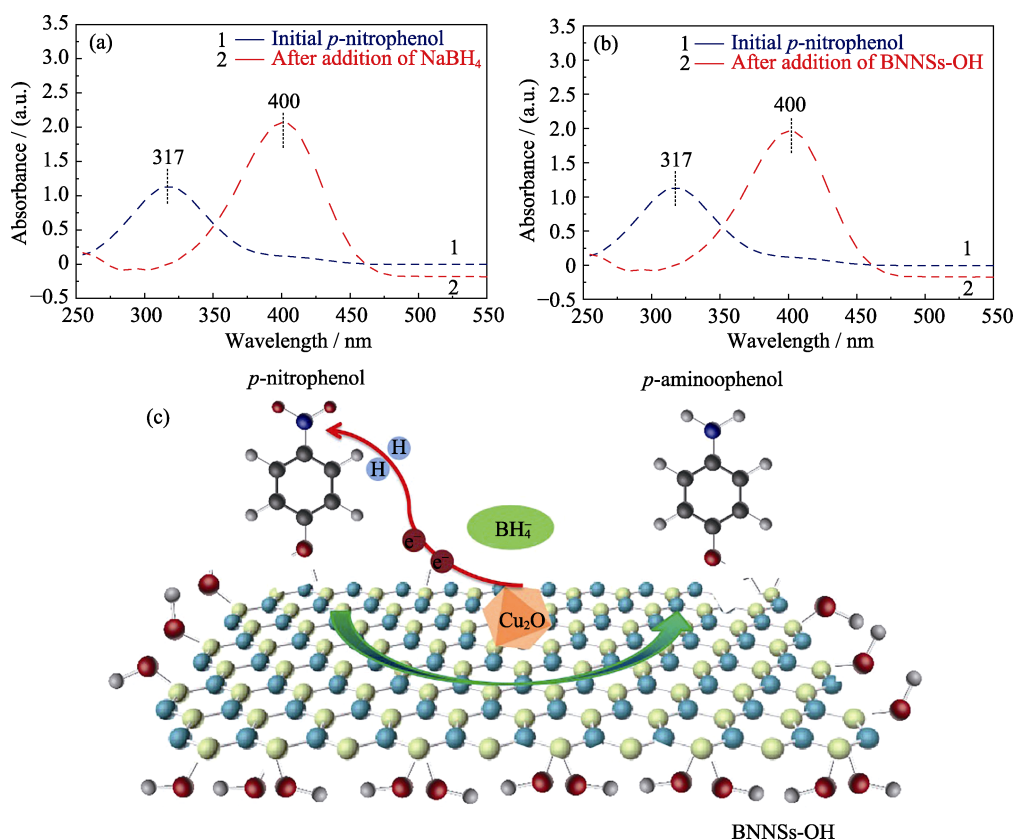 (a)
1 Initial p-nitrophenol
2 After addition of NaBH₄
3.5
3.0
2.5
2.0
1.5
1.0
0.5
0
−0.5
Absorbance / (a.u.)
317
400
1
2
250 300 350 400 450 500 550
Wavelength / nm
(b)
1 Initial p-nitrophenol
2 After addition of BNNSs-OH
3.5
3.0
2.5
2.0
1.5
1.0
0.5
0
−0.5
Absorbance / (a.u.)
317
400
1
2
250 300 350 400 450 500 550
Wavelength / nm
p-nitrophenol
p-aminoophenol
(c)
H
H
BH₄⁻
e⁻
e⁻
Cu₂O
BNNSs-OH